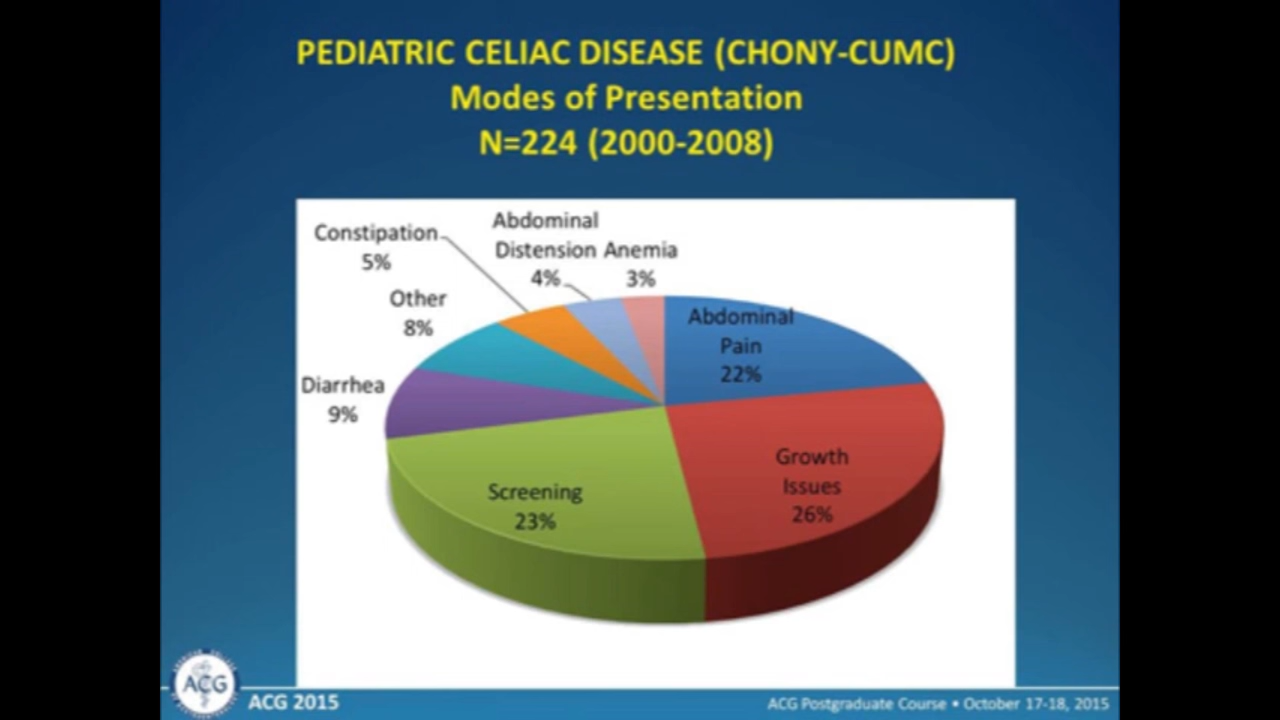 PEDIATRIC CELIAC DISEASE (CHONY-CUMC)
Modes of Presentation
N=224 (2000-2008)
Constipation
5%
Abdominal
Distension
4%
Anemia
3%
Other
8%
Abdominal
Pain
22%
Diarrhea
9%
Growth
Issues
26%
Screening
23%
ACG
ACG 2015
ACG Postgraduate Course • October 17-18, 2015